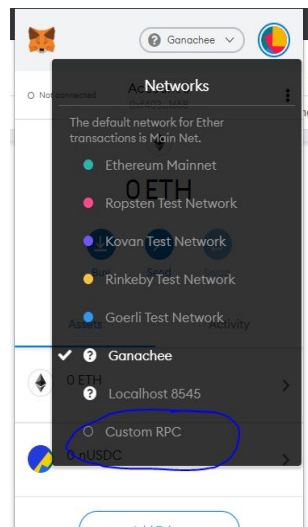 Ganachee
Not connected
Networks
The default network for Ether
transactions is Main Net.
Ethereum Mainnet
0 ETH
Ropsten Test Network
Kovan Test Network
Buy
Send
Rinkeby Test Network
Goerli Test Network
Assets
Activity
Ganachee
0 ETH
Localhost 8545
Custom RPC
0 nUSDC